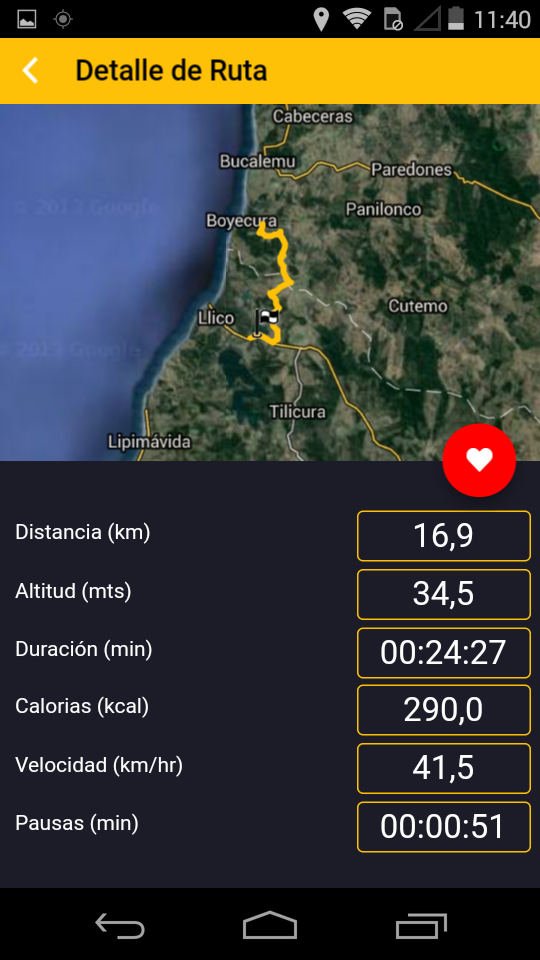 11:40
Detalle de Ruta
Cabeceras
Bucalemu
Paredones
© 2013 Google
Panilonco
Boyecura
Cutemo
Llico
2013 Google
Tilicura
Lipimávida
Distancia (km) 16,9
Altitud (mts) 34,5
Duración (min) 00:24:27
Calorias (kcal) 290,0
Velocidad (km/hr) 41,5
Pausas (min) 00:00:51